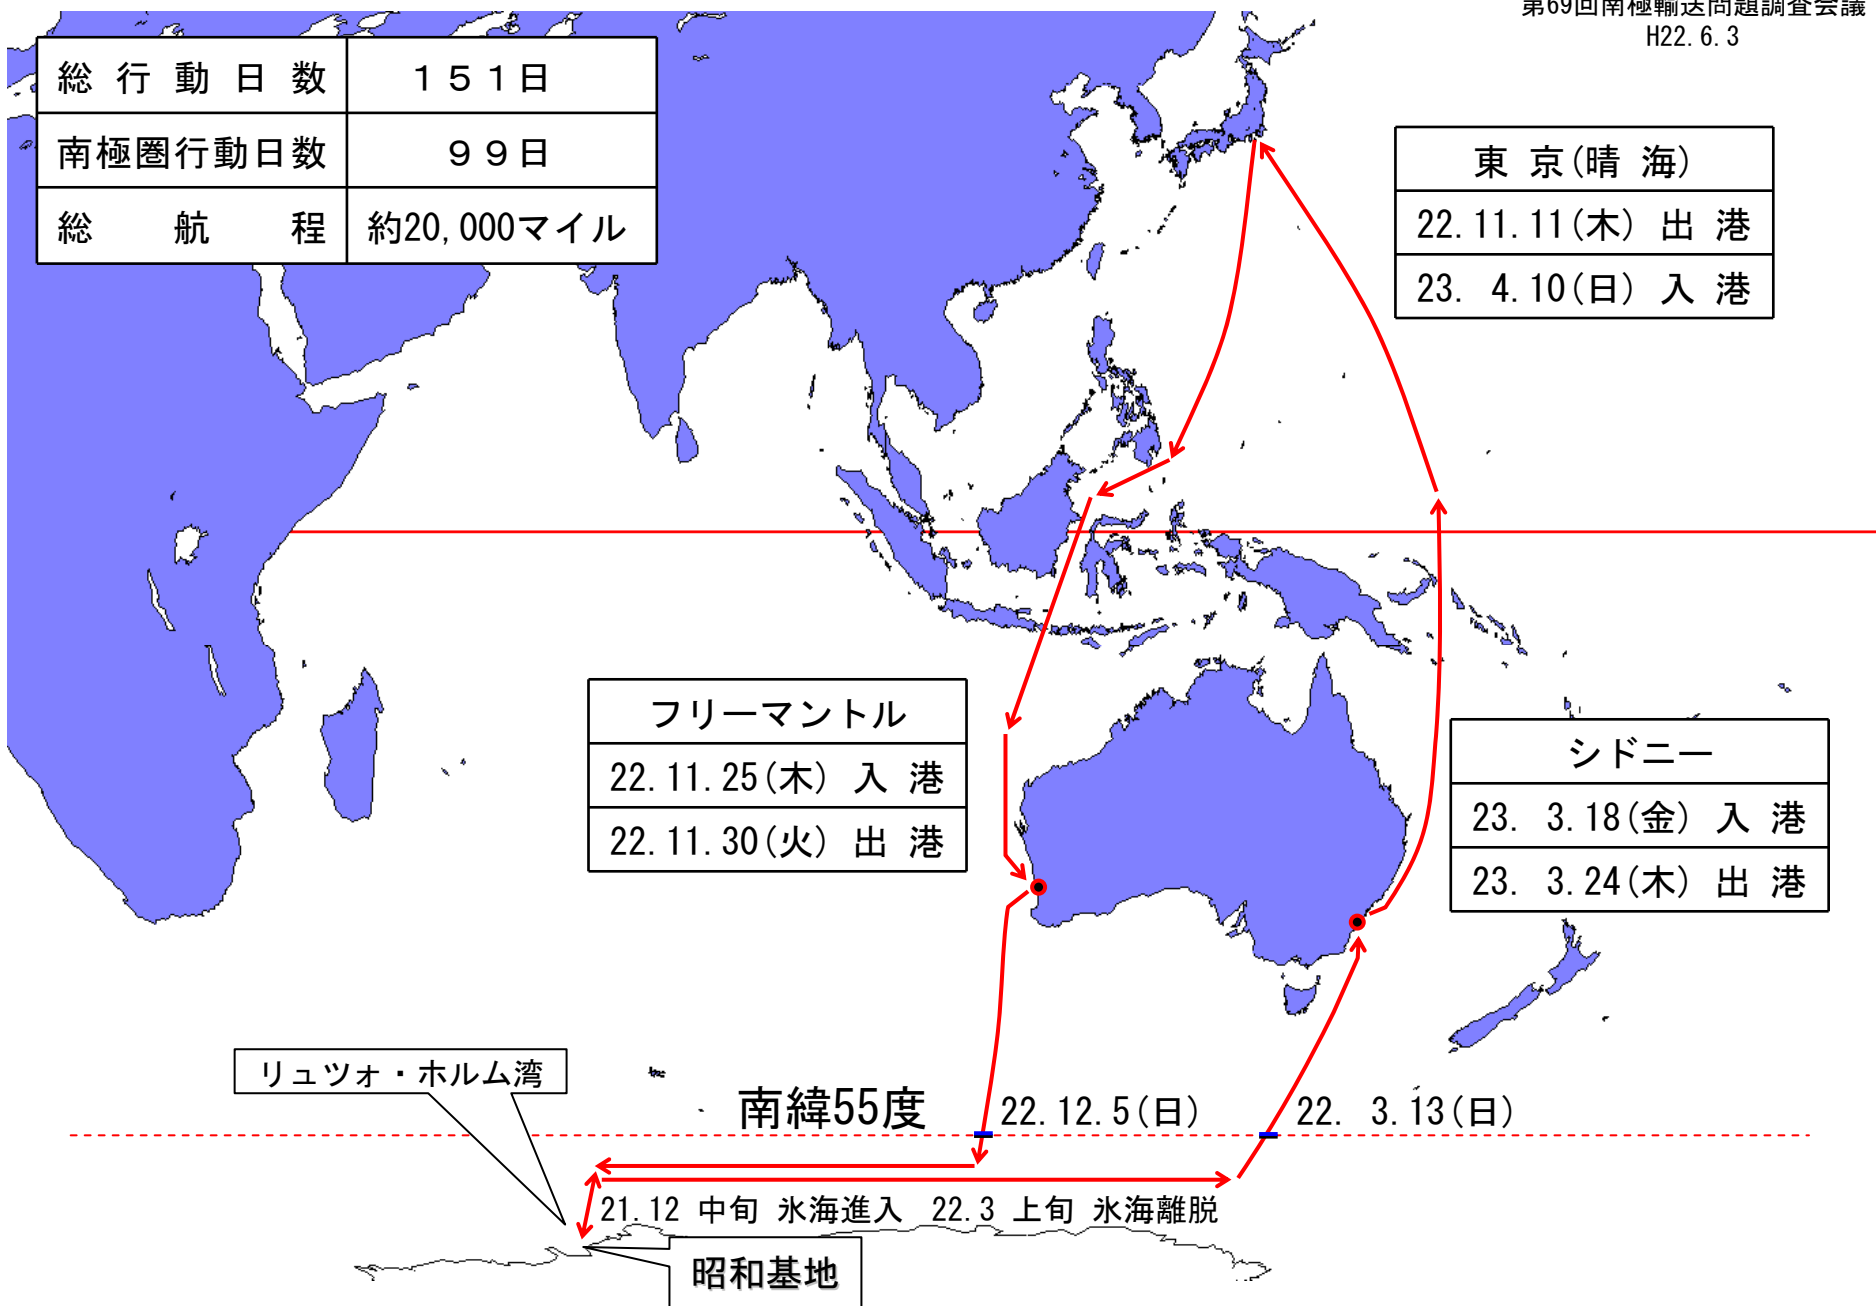 第69回南極輸送問題調査会議
H22.6.3
総行動日数 １５１日
南極圏行動日数 ９９日
総航程 約20,000マイル
東京(晴海)
22.11.11(木) 出港
23. 4.10(日) 入港
フリーマントル
22.11.25(木) 入港
22.11.30(火) 出港
シドニー
23. 3.18(金) 入港
23. 3.24(木) 出港
リュツォ・ホルム湾
南緯55度
22.12.5(日)
22. 3.13(日)
21.12 中旬 氷海進入
22.3 上旬 氷海離脱
昭和基地